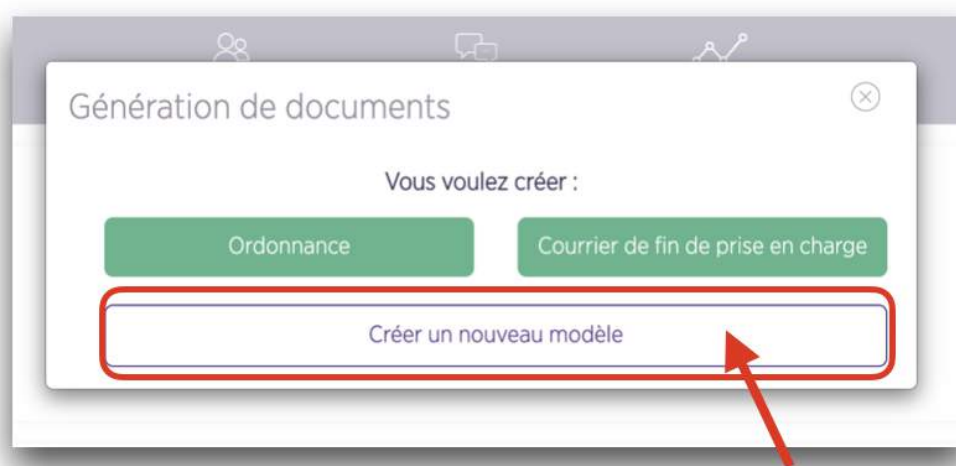 Génération de documents
Vous voulez créer :
Ordonnance
Courrier de fin de prise en charge
Créer un nouveau modèle